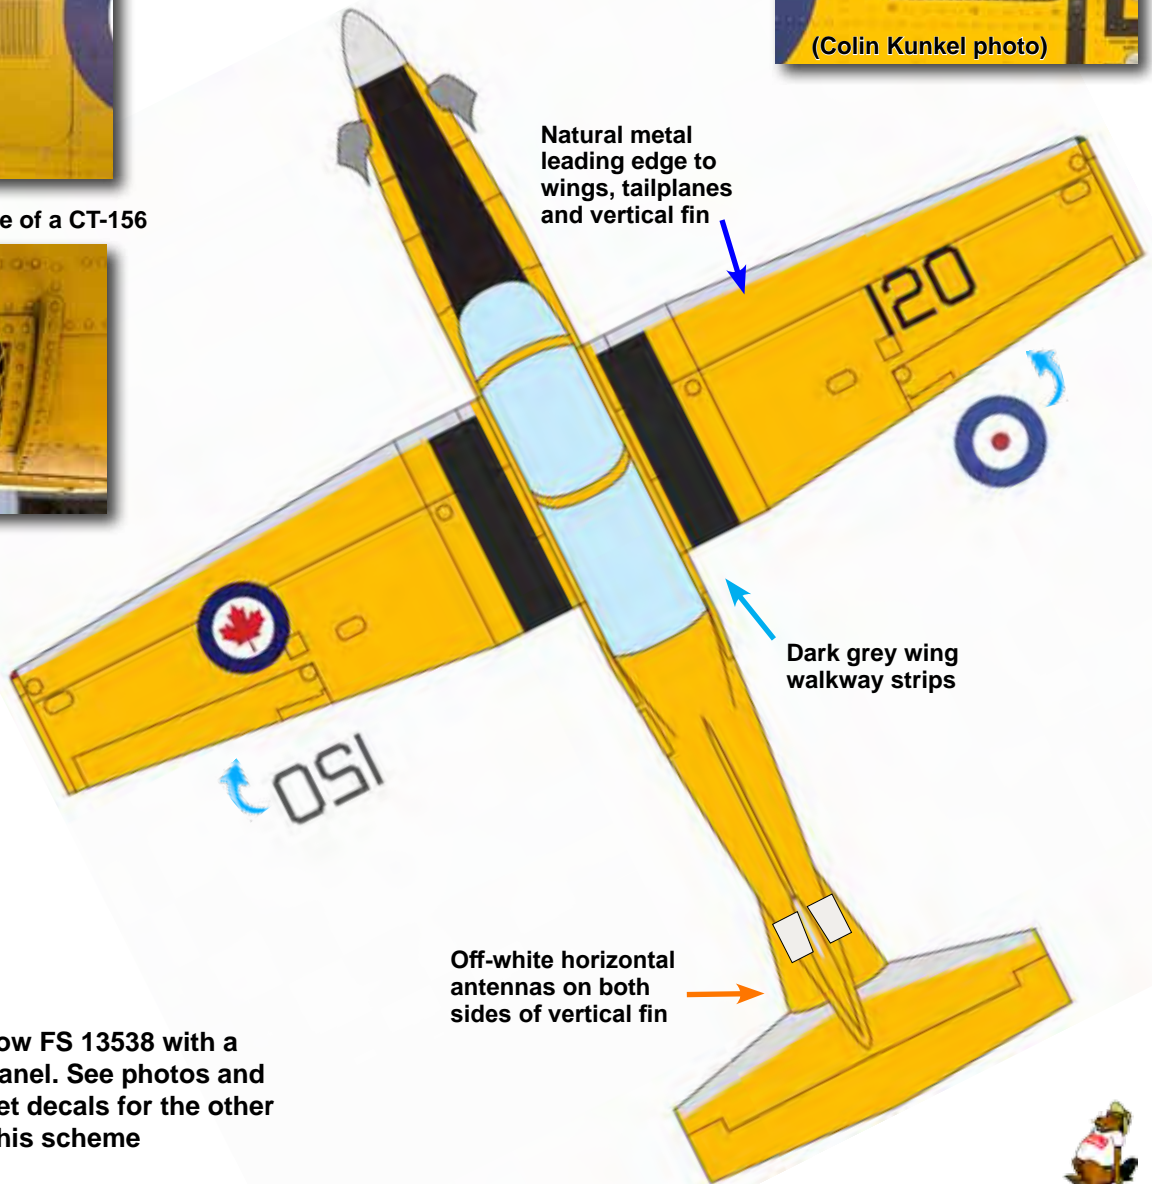 (Colin Kunkel photo)
Natural metal
leading edge to
wings, tailplanes
and vertical fin
e of a CT-156
120
Dark grey wing
walkway strips
120
Off-white horizontal
antennas on both
sides of vertical fin
ow FS 13538 with a
anel. See photos and
et decals for the other
his scheme